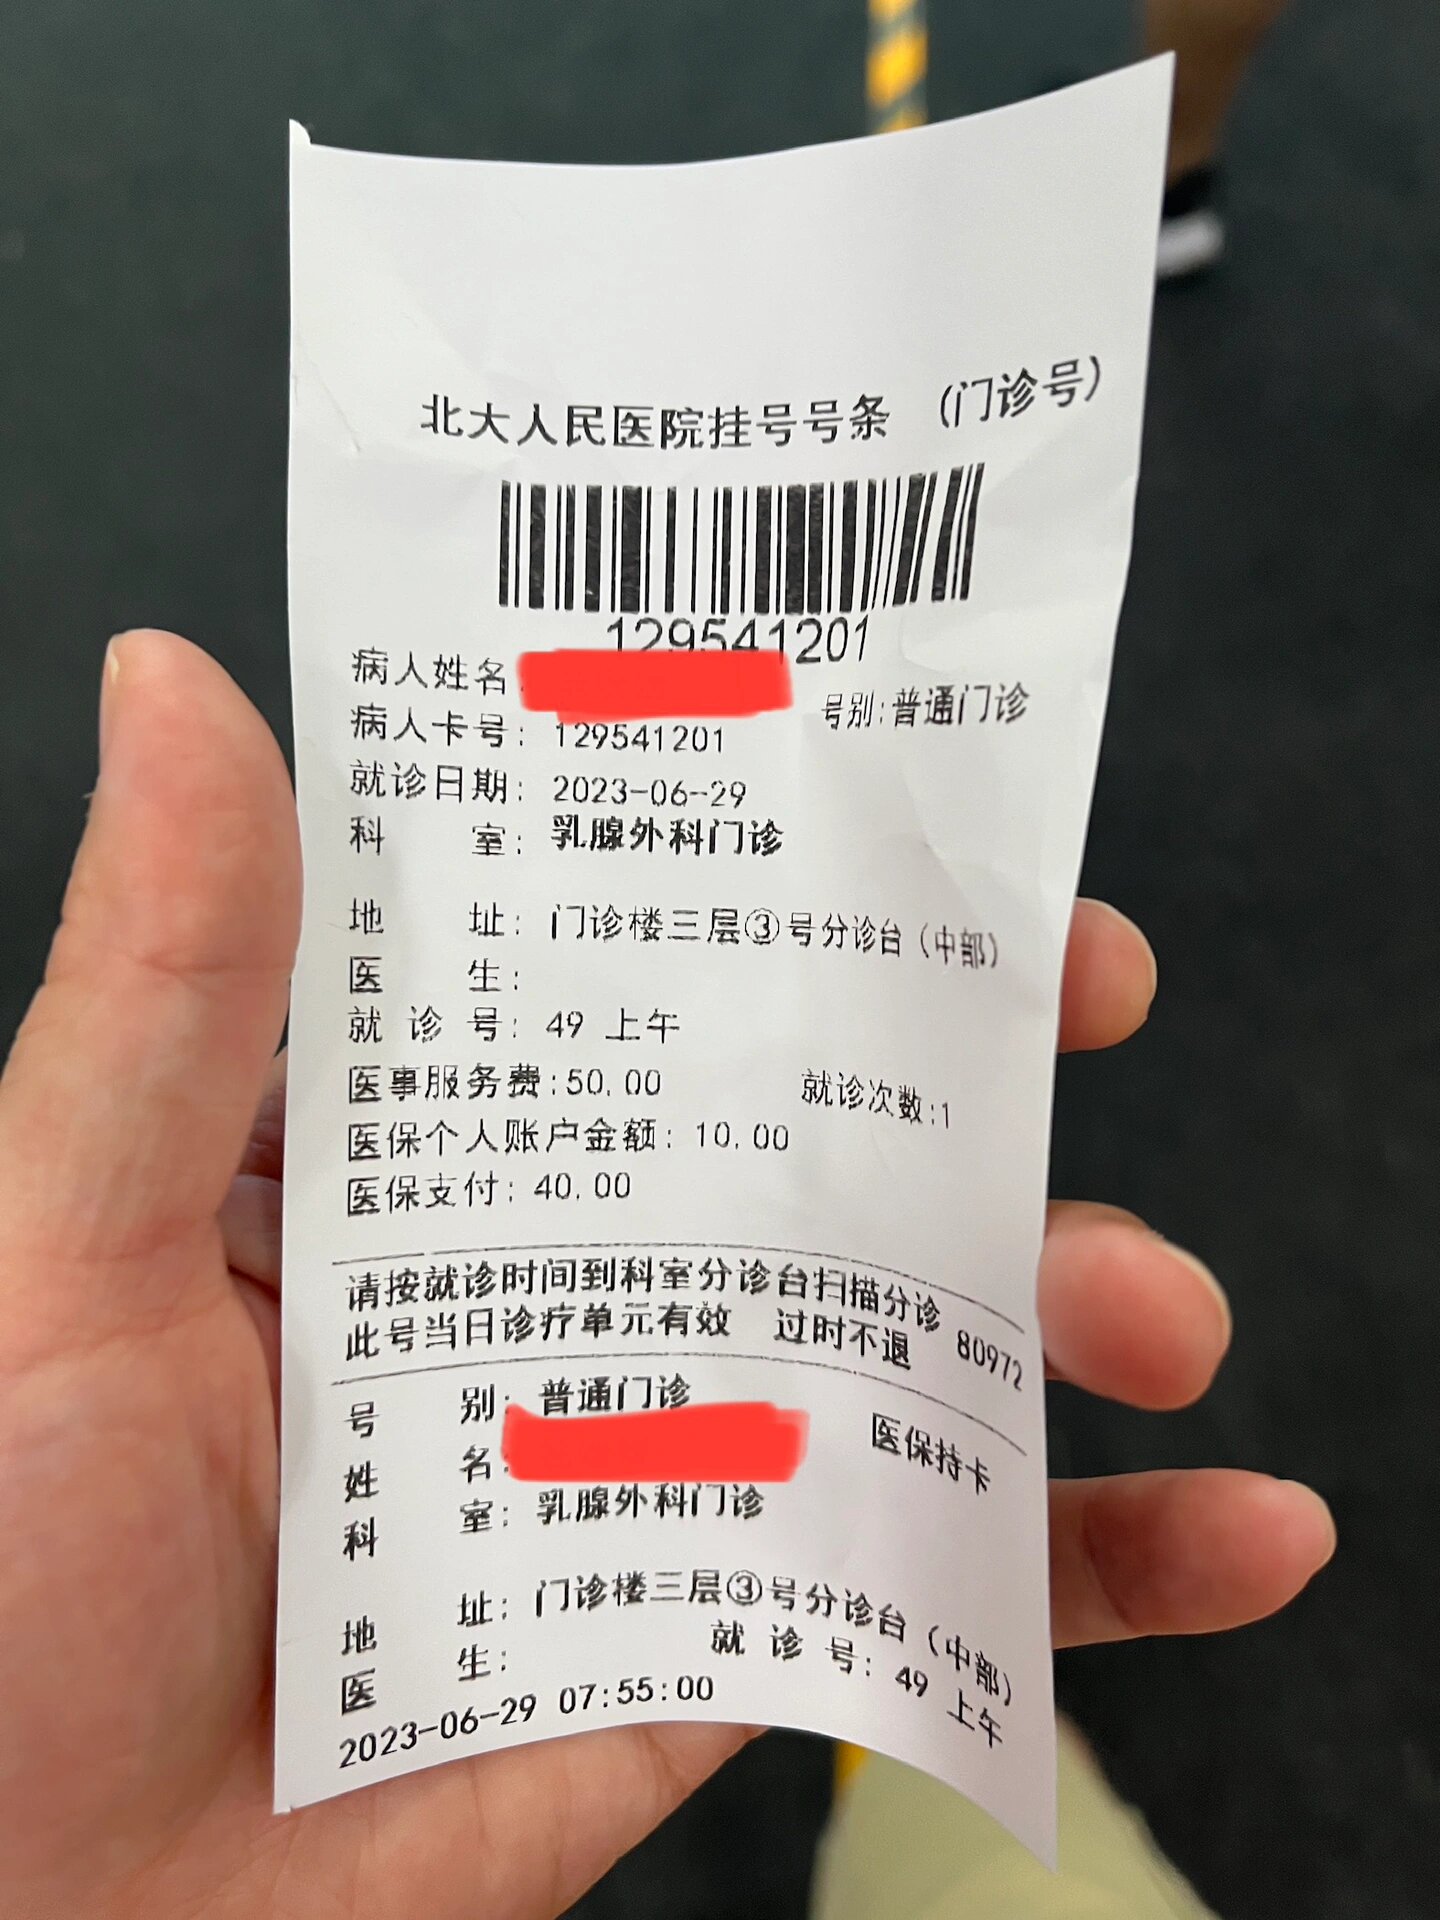 北大人民医院挂号号条 (门诊号)
129541201
病人姓名
号别:普通门诊
病人卡号: 129541201
就诊日期: 2023-06-29
科 室: 乳腺外科门诊
地 址: 门诊楼三层③号分诊台(中部)
医 生:
就 诊 号: 49 上午
医事服务费:50.00 就诊次数:1
医保个人账户金额: 10.00
医保支付: 40.00
请按就诊时间到科室分诊台扫描分诊
此号当日诊疗单元有效 过时不退 80972
号 别: 普通门诊
医保持卡
姓 名:
科 室: 乳腺外科门诊
地 址: 门诊楼三层③号分诊台(中部)
医 生: 就 诊 号: 49 上午
2023-06-29 07:55:00